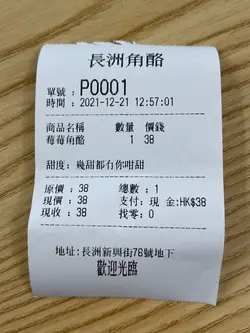 長洲角酪
單號：P0001
時間：2021-12-21 12:57:01
商品名稱 數量 價錢
莓莓角酪 1 38
甜度：幾甜都冇你咁甜
原價：38 總數：1
現價：38 支付：現 金:HK$38
現收：38 找零：0
地址:長洲新興街78號地下
歡迎光臨